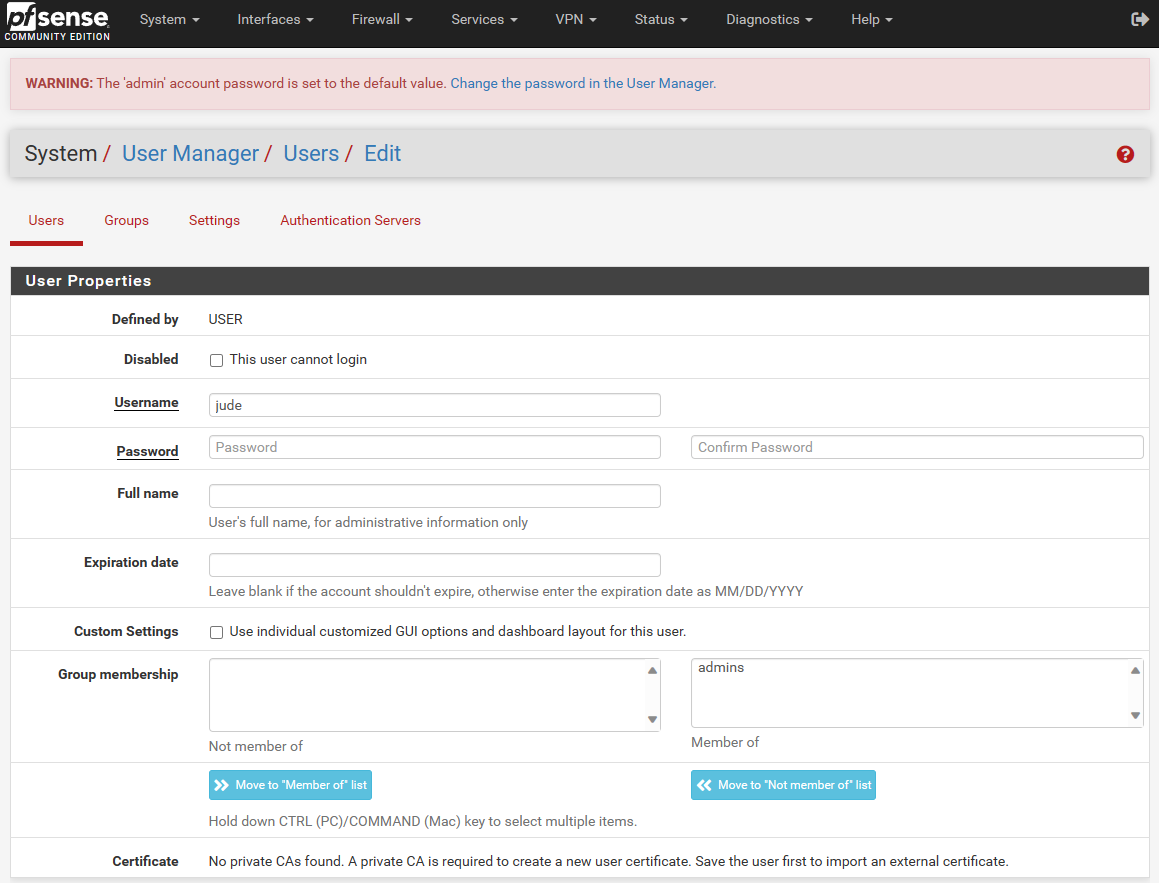 pfsense
COMMUNITY EDITION
System Interfaces Firewall Services VPN Status Diagnostics Help
WARNING: The 'admin' account password is set to the default value. Change the password in the User Manager.
System / User Manager / Users / Edit
Users Groups Settings Authentication Servers
User Properties
Defined by USER
Disabled This user cannot login
Username jude
Password Password Confirm Password
Full name
User's full name, for administrative information only
Expiration date
Leave blank if the account shouldn't expire, otherwise enter the expiration date as MM/DD/YYYY
Custom Settings Use individual customized GUI options and dashboard layout for this user.
Group membership admins
Not member of Member of
Move to "Member of" list Move to "Not member of" list
Hold down CTRL (PC)/COMMAND (Mac) key to select multiple items.
Certificate No private CAs found. A private CA is required to create a new user certificate. Save the user first to import an external certificate.